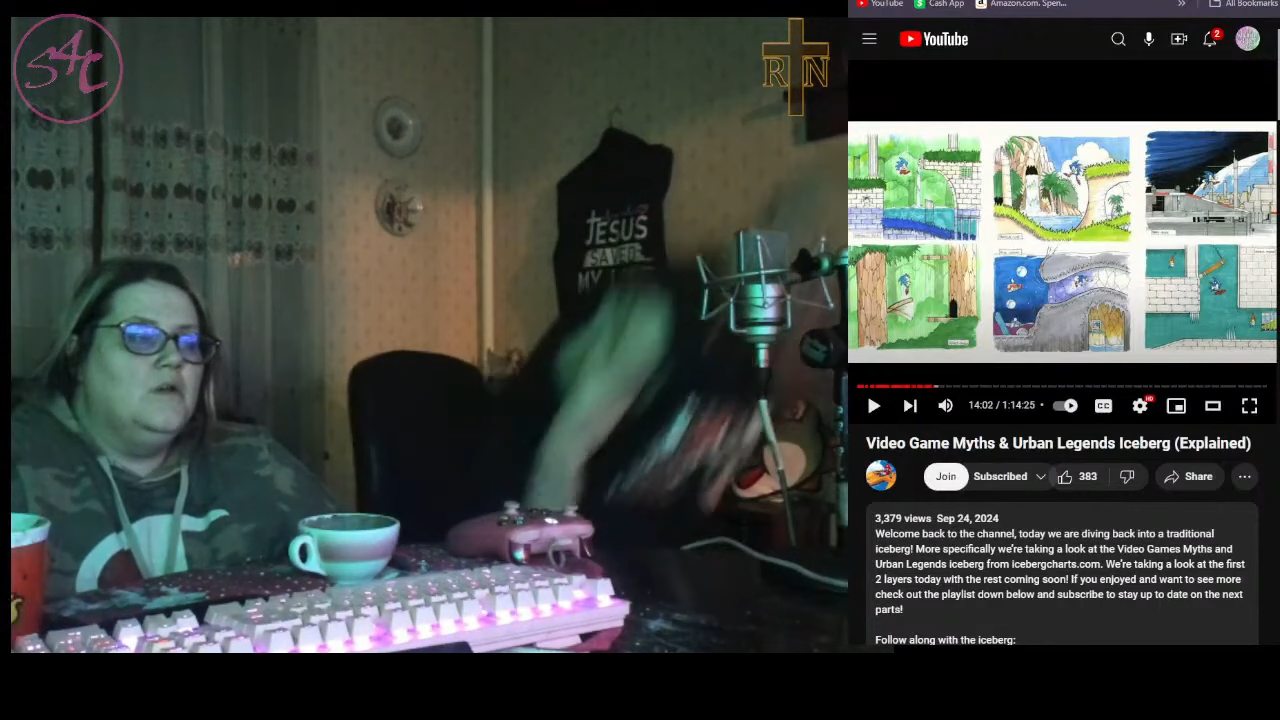 S4C
RTN
JESUS
SAVED
MY
YouTube
Cash App
Amazon.com. Spen...
»
All Bookmarks
YouTube
2
14:02 / 1:14:25
CC
HD
Video Game Myths & Urban Legends Iceberg (Explained)
Join
Subscribed
383
Share
3,379 views Sep 24, 2024
Welcome back to the channel, today we are diving back into a traditional
iceberg! More specifically we're taking a look at the Video Games Myths and
Urban Legends iceberg from icebergcharts.com. We're taking a look at the first
2 layers today with the rest coming soon! If you enjoyed and want to see more
check out the playlist down below and subscribe to stay up to date on the next
parts!
Follow along with the iceberg: